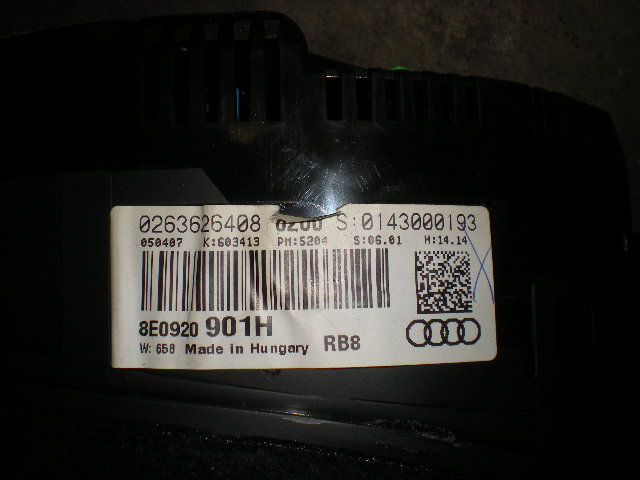 0263626408 S:0143000193
050407 K:603413 PM:5204 S:06.01 H:14.14
8E0920 901H
W: 658 Made in Hungary RB8